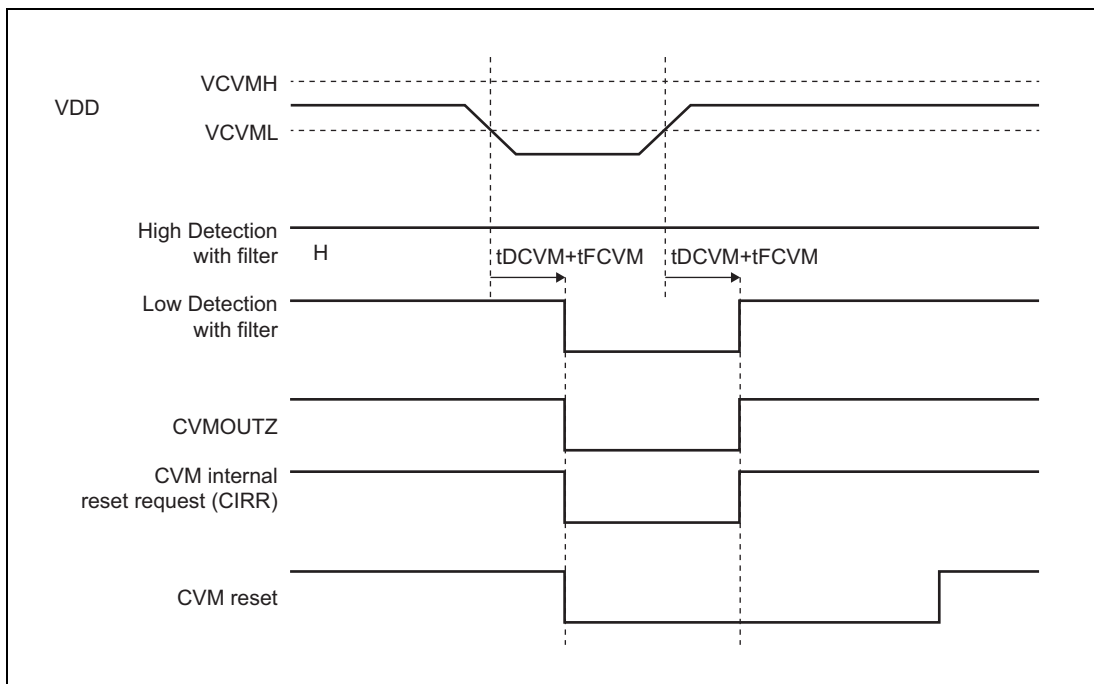 VCVMH
VDD
VCVML
High Detection
with filter
H
tDCVM+tFCVM
tDCVM+tFCVM
Low Detection
with filter
CVMOUTZ
CVM internal
reset request (CIRR)
CVM reset